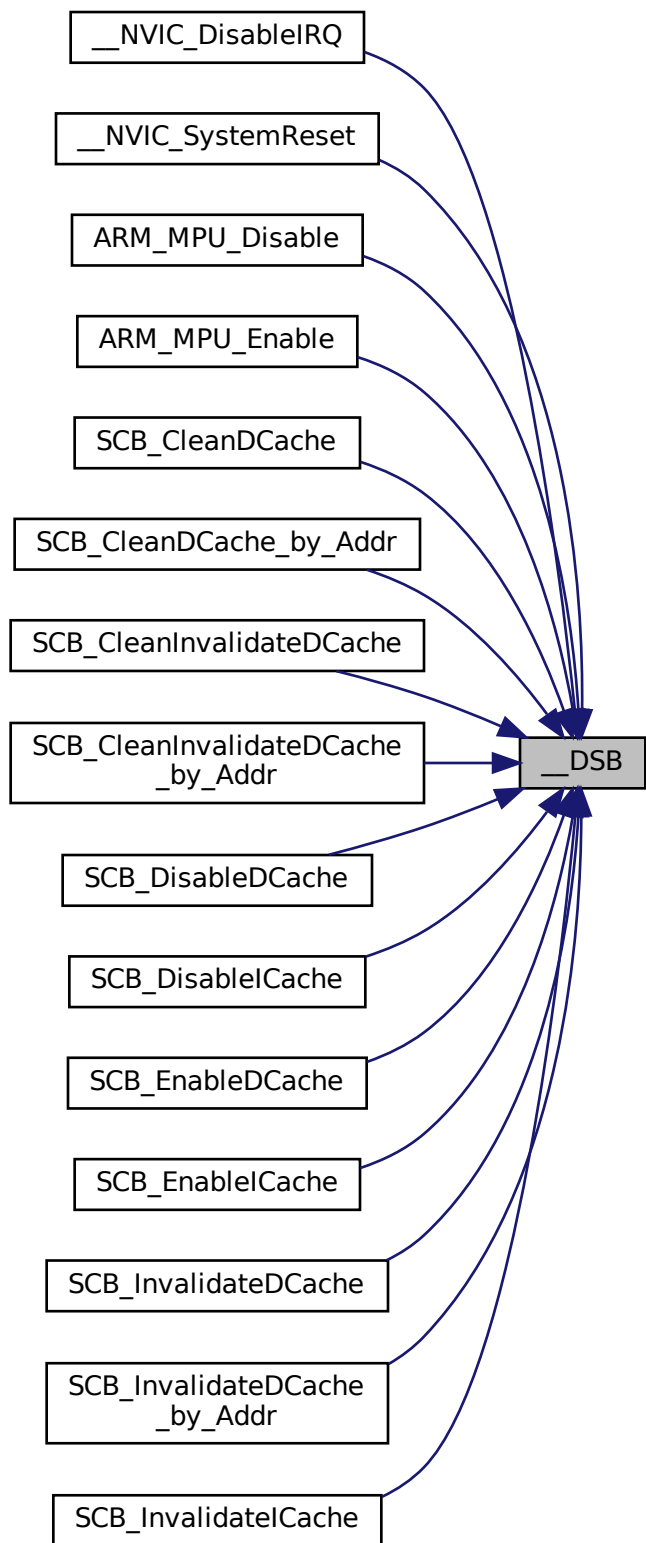 __NVIC_DisableIRQ
__NVIC_SystemReset
ARM_MPU_Disable
ARM_MPU_Enable
SCB_CleanDCache
SCB_CleanDCache_by_Addr
SCB_CleanInvalidateDCache
SCB_CleanInvalidateDCache
_by_Addr
__DSB
SCB_DisableDCache
SCB_DisableICache
SCB_EnableDCache
SCB_EnableICache
SCB_InvalidateDCache
SCB_InvalidateDCache
_by_Addr
SCB_InvalidateICache